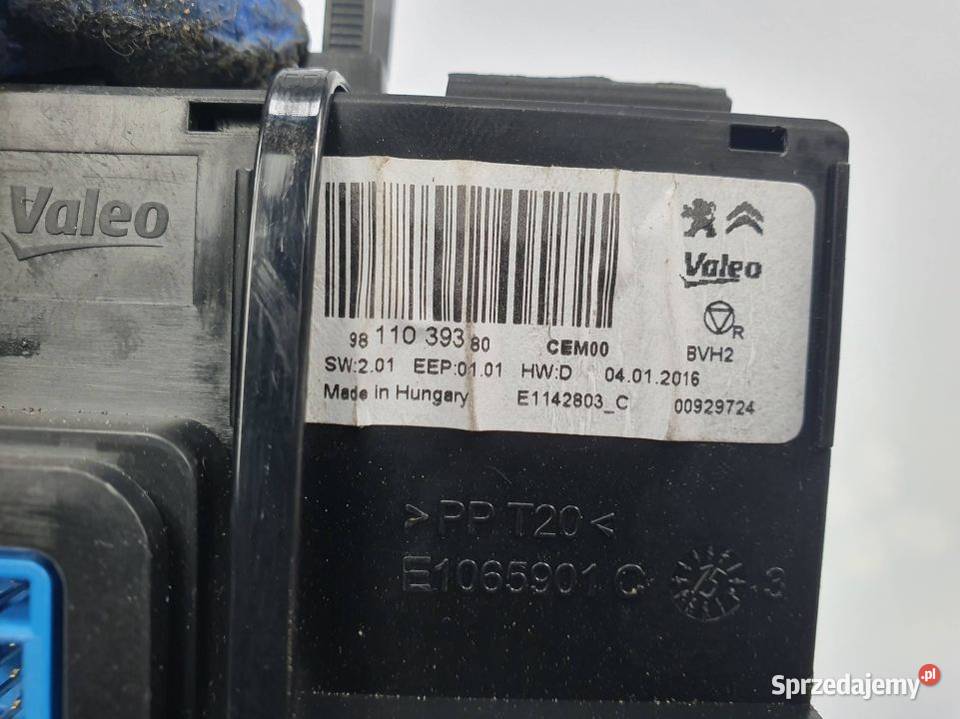 Valeo
Valeo
R
98 110 393 80 CEM00 BVH2
SW:2.01 EEP:01.01 HW:D 04.01.2016
Made in Hungary E1142803_C 00929724
>PP T20<
E1065901 C 3
Sprzedajemy.pl